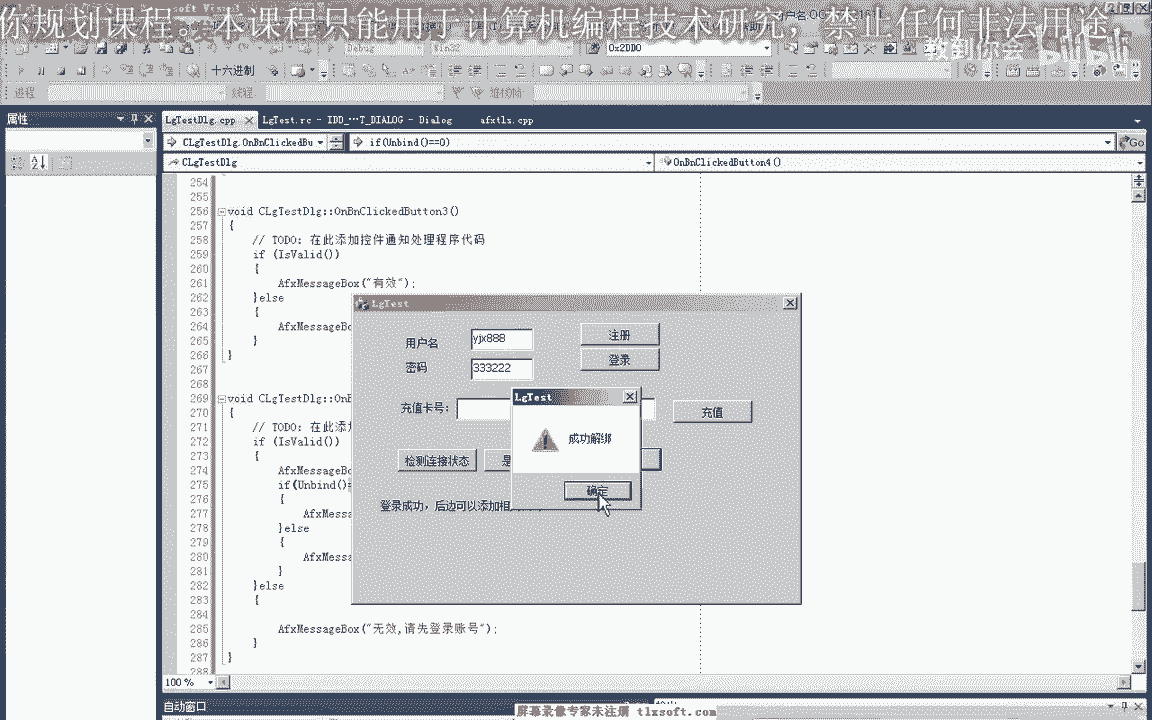 你规划课程。本课程只能用于计算机编程技术研究，禁止任何非法用途
教到你会 bilibili
Debug Win32 0x2DD0
十六进制
进程: 线程: 堆栈帧:
属性
LgTestDlg.cpp LgTest.rc - IDD_…T_DIALOG - Dialog afxtls.cpp
CLgTestDlg.OnBnClickedBu if(Unbind()==0) Go
CLgTestDlg OnBnClickedButton4()
254
255
256 void CLgTestDlg::OnBnClickedButton3()
257 {
258 // TODO: 在此添加控件通知处理程序代码
259 if (IsValid())
260 {
261 AfxMessageBox("有效");
262 }else
263 {
264 AfxMessageBo
265 }
266 }
267
268
269 void CLgTestDlg::OnB
270 {
271 // TODO: 在此添加
272 if (IsValid())
273 {
274 AfxMessageBo
275 if(Unbind()=
276 {
277 AfxMessa
278 }else
279 {
280 AfxMessa
281 }
282 }else
283 {
284
285 AfxMessageBox("无效,请先登录账号");
286 }
287 }
288
LgTest
用户名 yjx888 注册
密码 333222 登录
充值卡号: 充值
检测连接状态 是
登录成功，后边可以添加相
LgTest
成功解绑
确定
100 %
自动窗口
屏幕录像专家未注册 tlxsoft.com